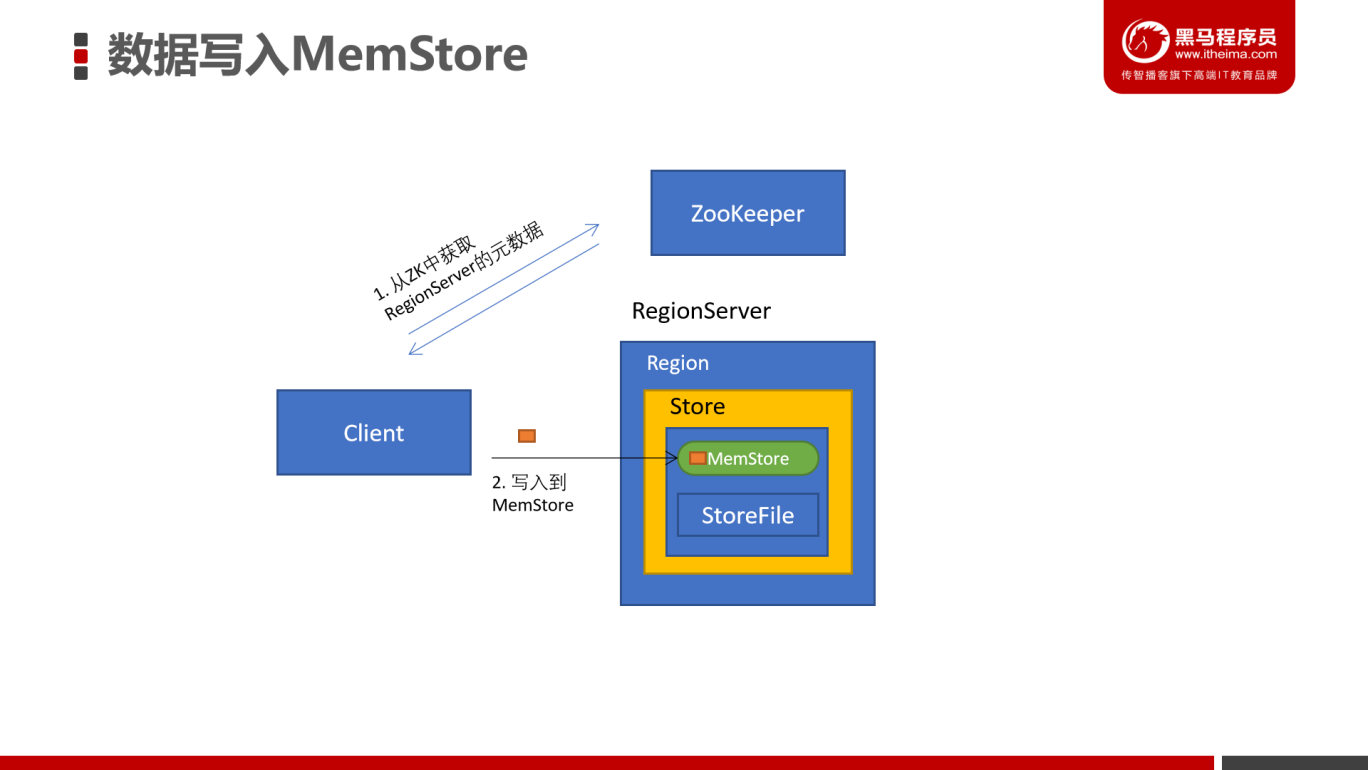 数据写入MemStore
黑马程序员
www.itheima.com
传智播客旗下高端IT教育品牌
ZooKeeper
1. 从ZK中获取
RegionServer的元数据
RegionServer
Region
Store
Client
MemStore
2. 写入到
MemStore
StoreFile